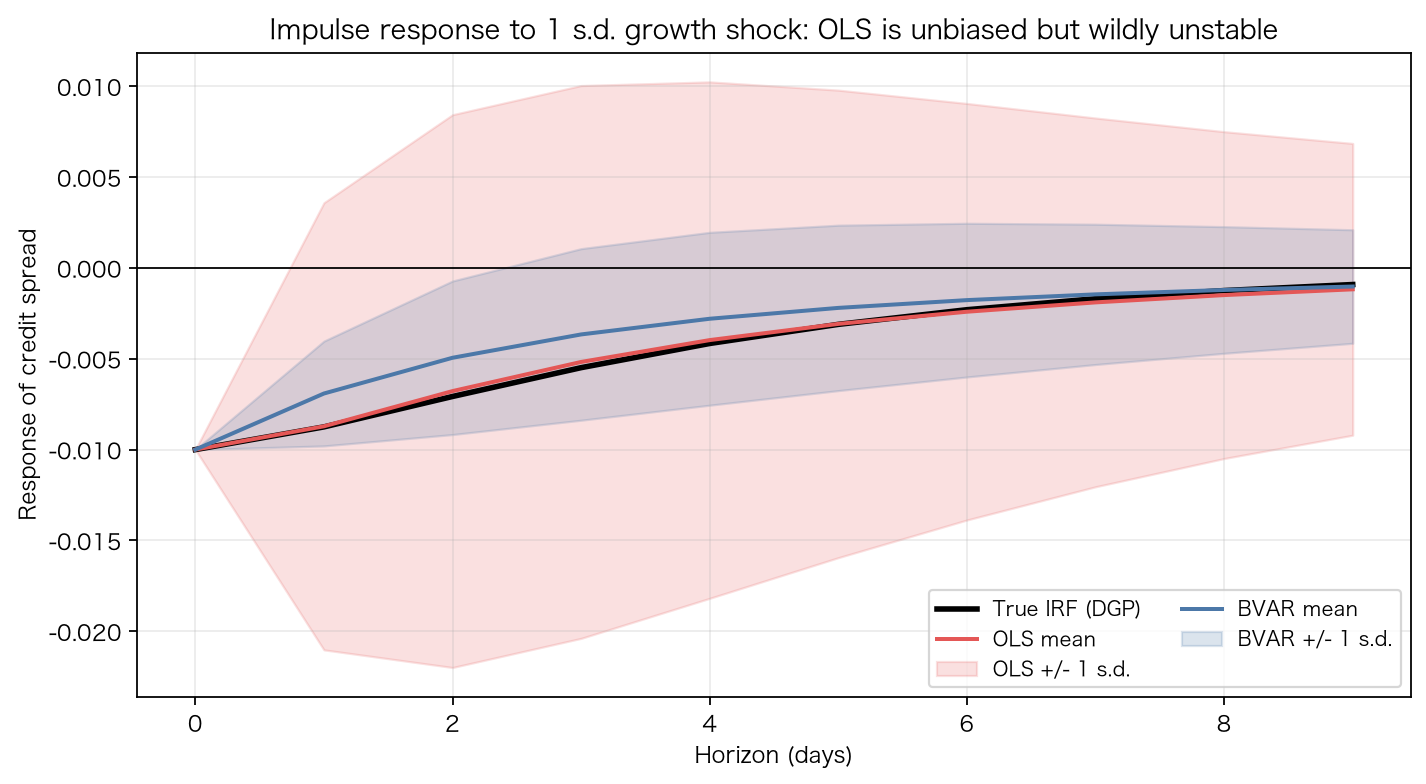 Impulse response to 1 s.d. growth shock: OLS is unbiased but wildly unstable
Response of credit spread
0.010
0.005
0.000
-0.005
-0.010
-0.015
-0.020
0
2
4
6
8
Horizon (days)
True IRF (DGP)
OLS mean
OLS +/- 1 s.d.
BVAR mean
BVAR +/- 1 s.d.